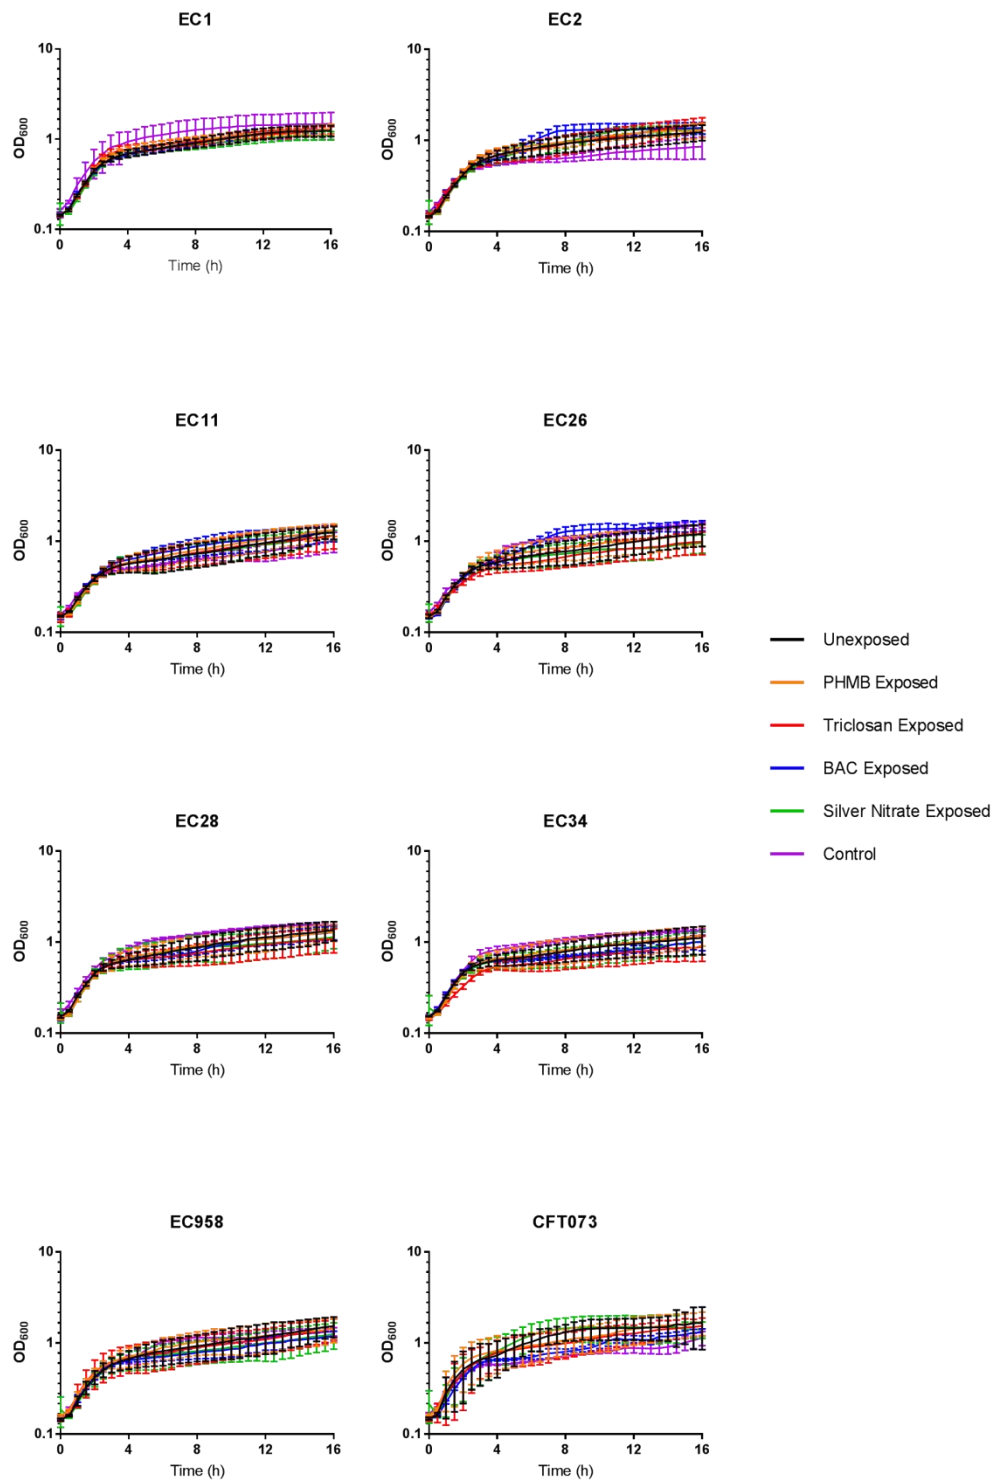 EC1
10
1
0.1
OD600
0 4 8 12 16
Time (h)
EC2
10
1
0.1
OD600
0 4 8 12 16
Time (h)
EC11
10
1
0.1
OD600
0 4 8 12 16
Time (h)
EC26
10
1
0.1
OD600
0 4 8 12 16
Time (h)
Unexposed
PHMB Exposed
Triclosan Exposed
BAC Exposed
Silver Nitrate Exposed
Control
EC28
10
1
0.1
OD600
0 4 8 12 16
Time (h)
EC34
10
1
0.1
OD600
0 4 8 12 16
Time (h)
EC958
10
1
0.1
OD600
0 4 8 12 16
Time (h)
CFT073
10
1
0.1
OD600
0 4 8 12 16
Time (h)